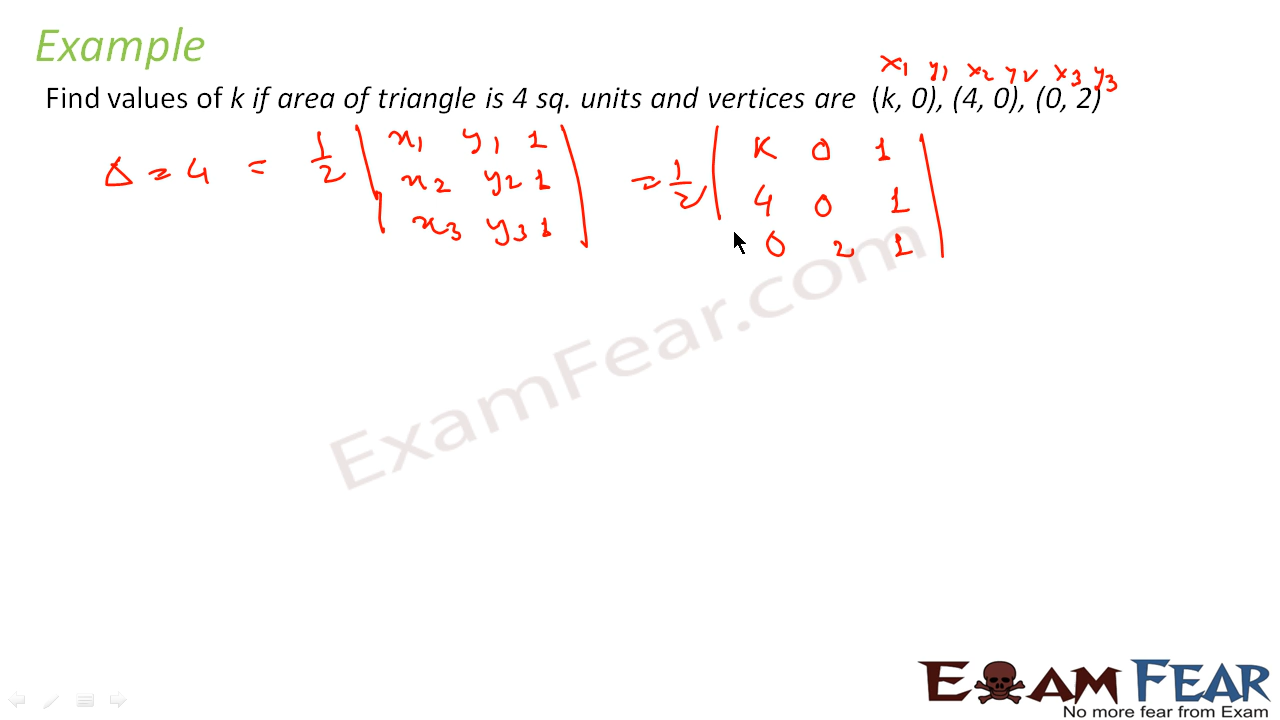 Example
x1 y1 x2 y2 x3 y3
Find values of k if area of triangle is 4 sq. units and vertices are (k, 0), (4, 0), (0, 2)
Δ = 4 = 1/2 | x1 y1 1 | = 1/2 | K 0 1 |
| x2 y2 1 | | 4 0 1 |
| x3 y3 1 | | 0 2 1 |
ExamFear.com
EXAM FEAR
No more fear from Exam